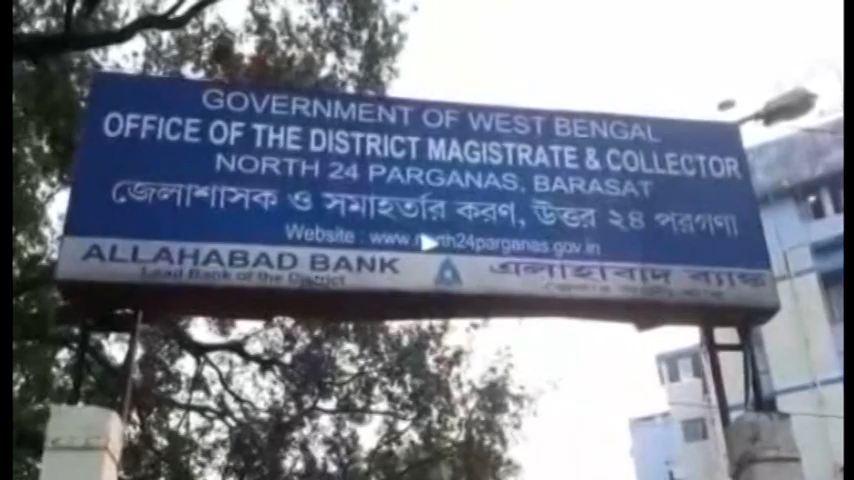 GOVERNMENT OF WEST BENGAL
OFFICE OF THE DISTRICT MAGISTRATE & COLLECTOR
NORTH 24 PARGANAS, BARASAT
জেলাশাসক ও সমাহর্তার করণ, উত্তর ২৪ পরগণা
Website : www.north24parganas.gov.in
ALLAHABAD BANK এলাহাবাদ ব্যাঙ্ক
Lead Bank of the District